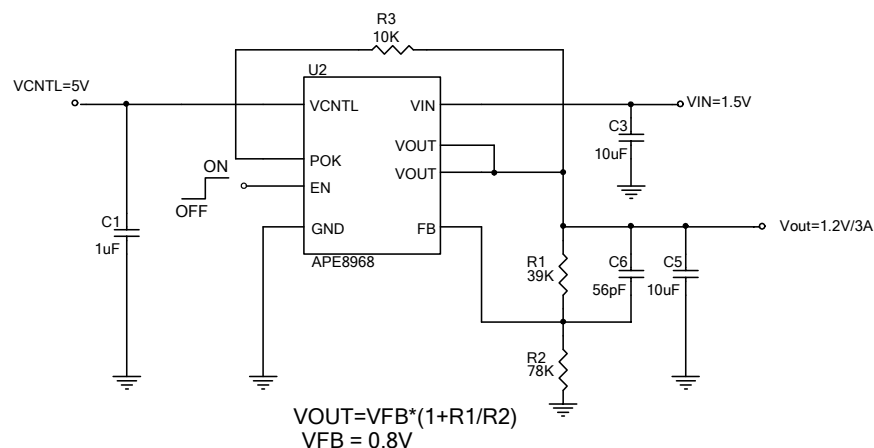 R3
10K
U2
VCNTL=5V
VCNTL
VIN
VIN=1.5V
C3
10uF
VOUT
POK
VOUT
ON
OFF
EN
C1
1uF
GND
FB
Vout=1.2V/3A
APE8968
R1
39K
C6
56pF
C5
10uF
R2
78K
VOUT=VFB*(1+R1/R2)
VFB = 0.8V